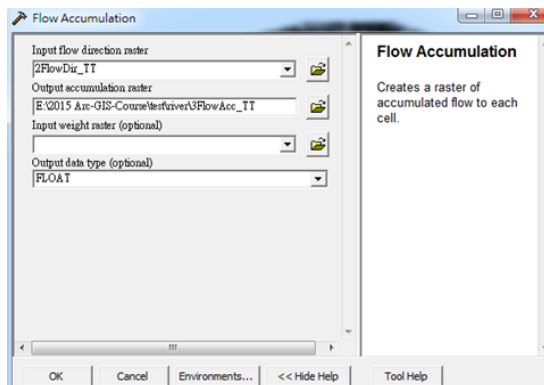 Flow Accumulation
Input flow direction raster
2FlowDir_TT
Output accumulation raster
E:\2015 Arc-GIS-Course\test\river\3FlowAcc_TT
Input weight raster (optional)
Output data type (optional)
FLOAT
Flow Accumulation
Creates a raster of
accumulated flow to each
cell.
OK
Cancel
Environments...
<< Hide Help
Tool Help